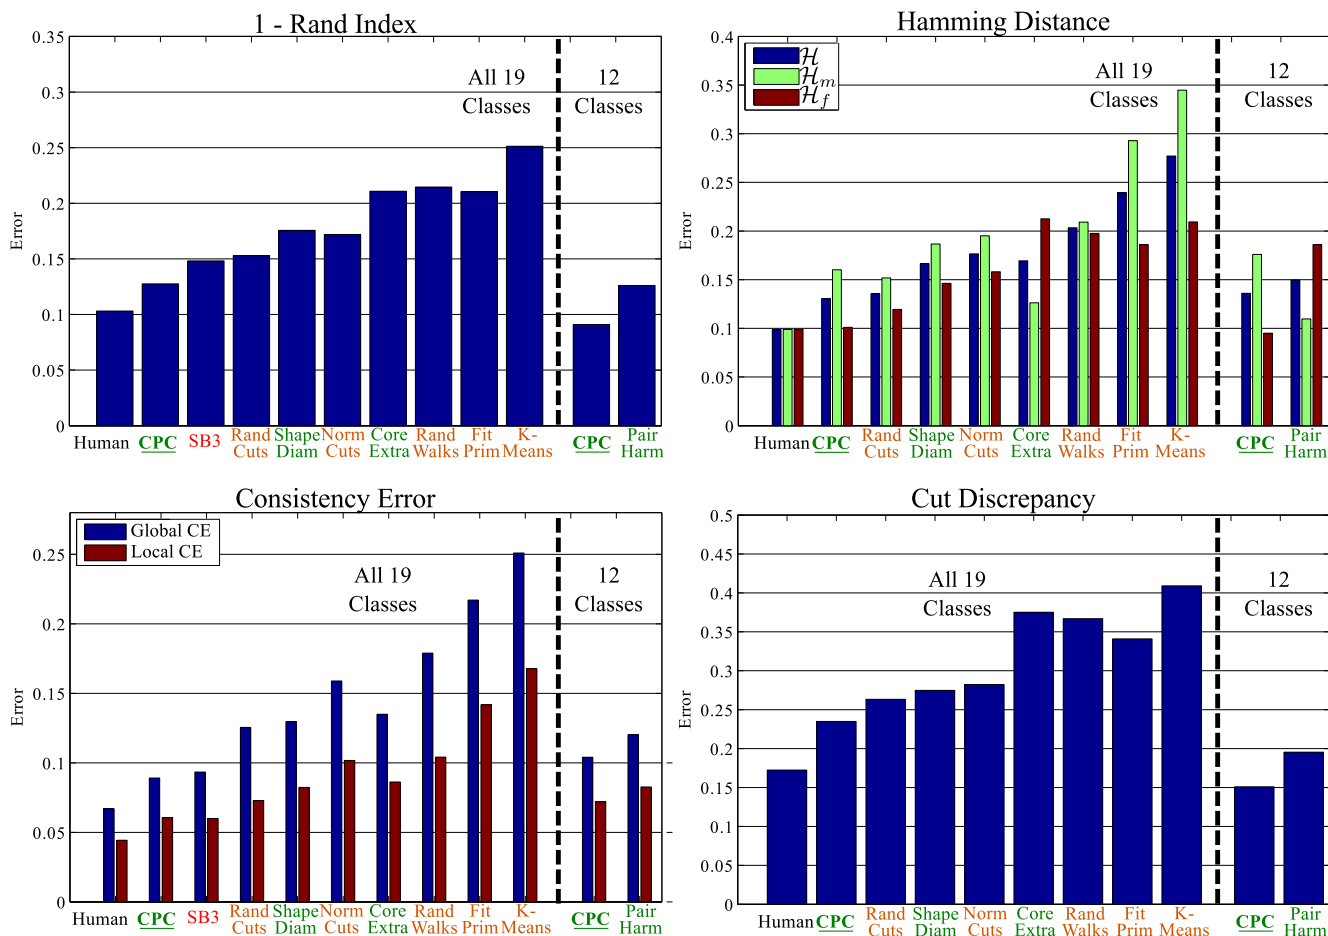 1 - Rand Index
0.35
0.3
0.25
0.2
0.15
0.1
0.05
0
Error
All 19
Classes
12
Classes
Human CPC SB3 Rand Shape Norm Core Rand Fit K- CPC Pair
Cuts Diam Cuts Extra Walks Prim Means Harm
Hamming Distance
0.4
0.35
0.3
0.25
0.2
0.15
0.1
0.05
0
Error
ℋ
ℋm
ℋf
All 19
Classes
12
Classes
Human CPC Rand Shape Norm Core Rand Fit K- CPC Pair
Cuts Diam Cuts Extra Walks Prim Means Harm
Consistency Error
0.25
0.2
0.15
0.1
0.05
0
Error
Global CE
Local CE
All 19
Classes
12
Classes
Human CPC SB3 Rand Shape Norm Core Rand Fit K- CPC Pair
Cuts Diam Cuts Extra Walks Prim Means Harm
Cut Discrepancy
0.5
0.45
0.4
0.35
0.3
0.25
0.2
0.15
0.1
0.05
0
Error
All 19
Classes
12
Classes
Human CPC Rand Shape Norm Core Rand Fit K- CPC Pair
Cuts Diam Cuts Extra Walks Prim Means Harm